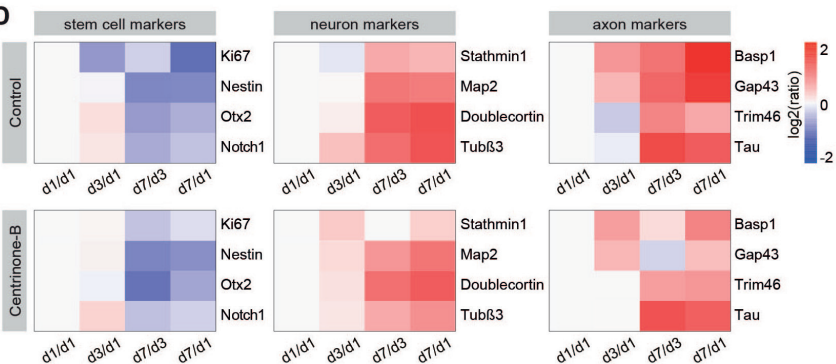 D
stem cell markers
neuron markers
axon markers
Control
Ki67
Nestin
Otx2
Notch1
d1/d1 d3/d1 d7/d3 d7/d1
Stathmin1
Map2
Doublecortin
Tubß3
d1/d1 d3/d1 d7/d3 d7/d1
Basp1
Gap43
Trim46
Tau
d1/d1 d3/d1 d7/d3 d7/d1
2
0
-2
log2(ratio)
Centrinone-B
Ki67
Nestin
Otx2
Notch1
d1/d1 d3/d1 d7/d3 d7/d1
Stathmin1
Map2
Doublecortin
Tubß3
d1/d1 d3/d1 d7/d3 d7/d1
Basp1
Gap43
Trim46
Tau
d1/d1 d3/d1 d7/d3 d7/d1